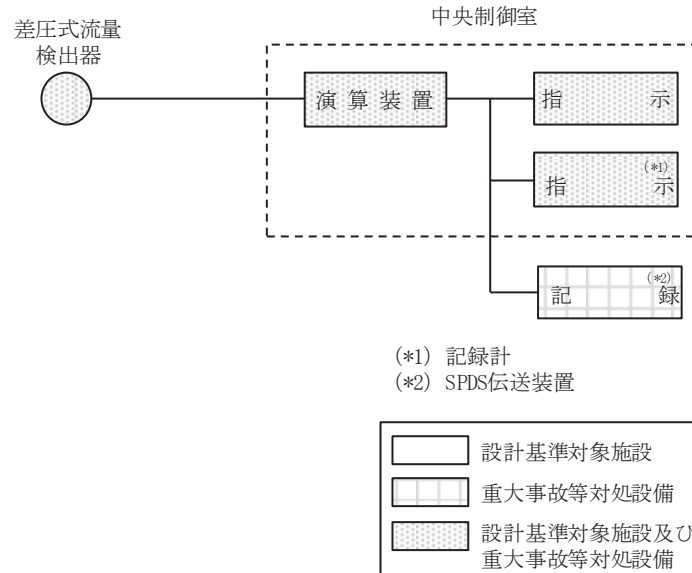 中央制御室
差圧式流量
検出器
演算装置
指示
指示(*1)
記録(*2)
(*1) 記録計
(*2) SPDS伝送装置
設計基準対象施設
重大事故等対処設備
設計基準対象施設及び
重大事故等対処設備